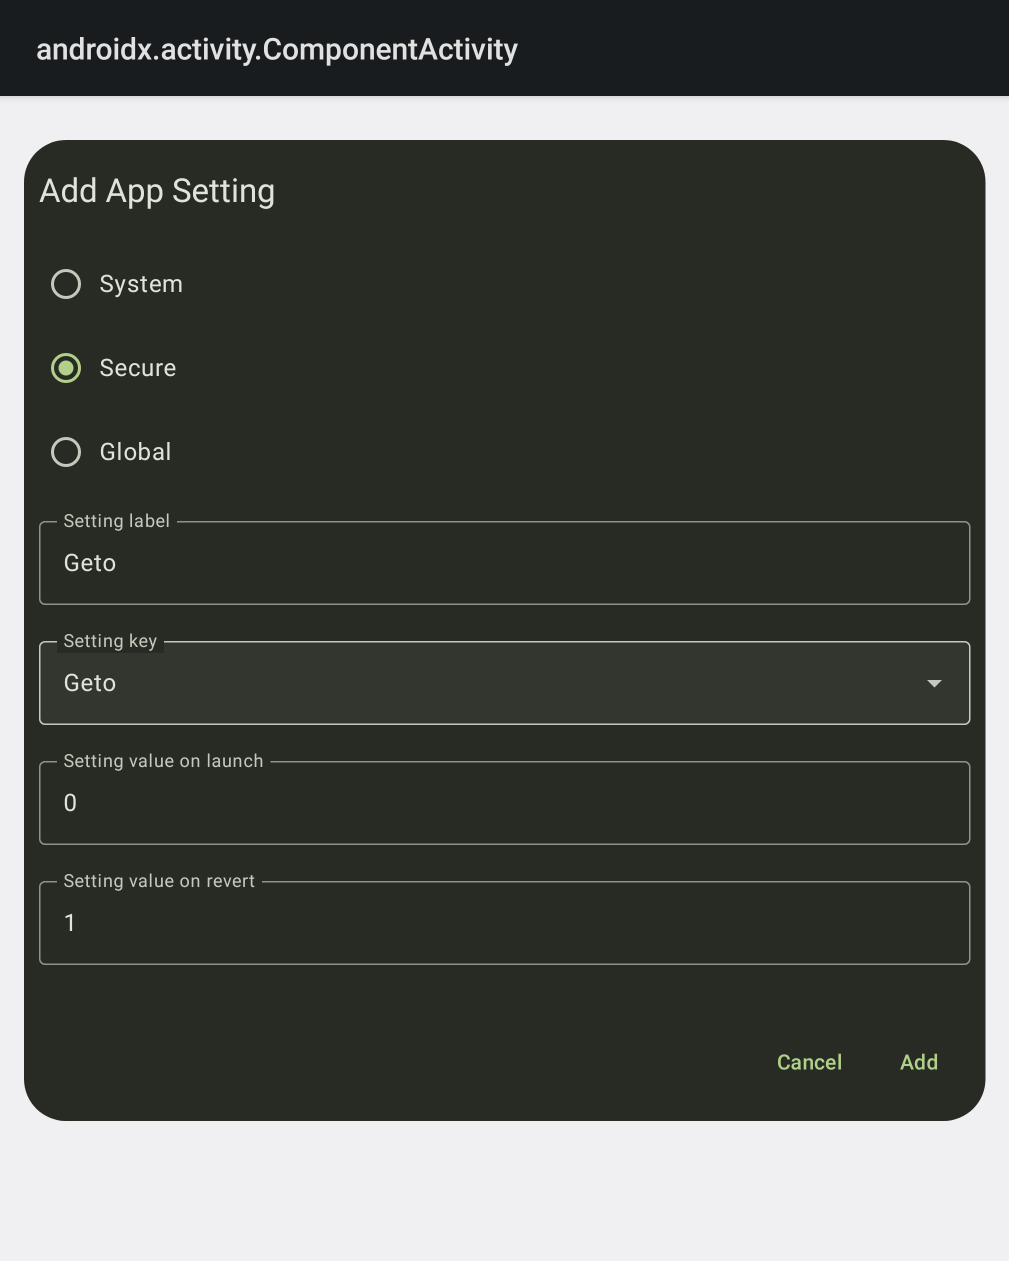 androidx.activity.ComponentActivity
Add App Setting
System
Secure
Global
Setting label
Geto
Setting key
Geto
Setting value on launch
0
Setting value on revert
1
Cancel Add